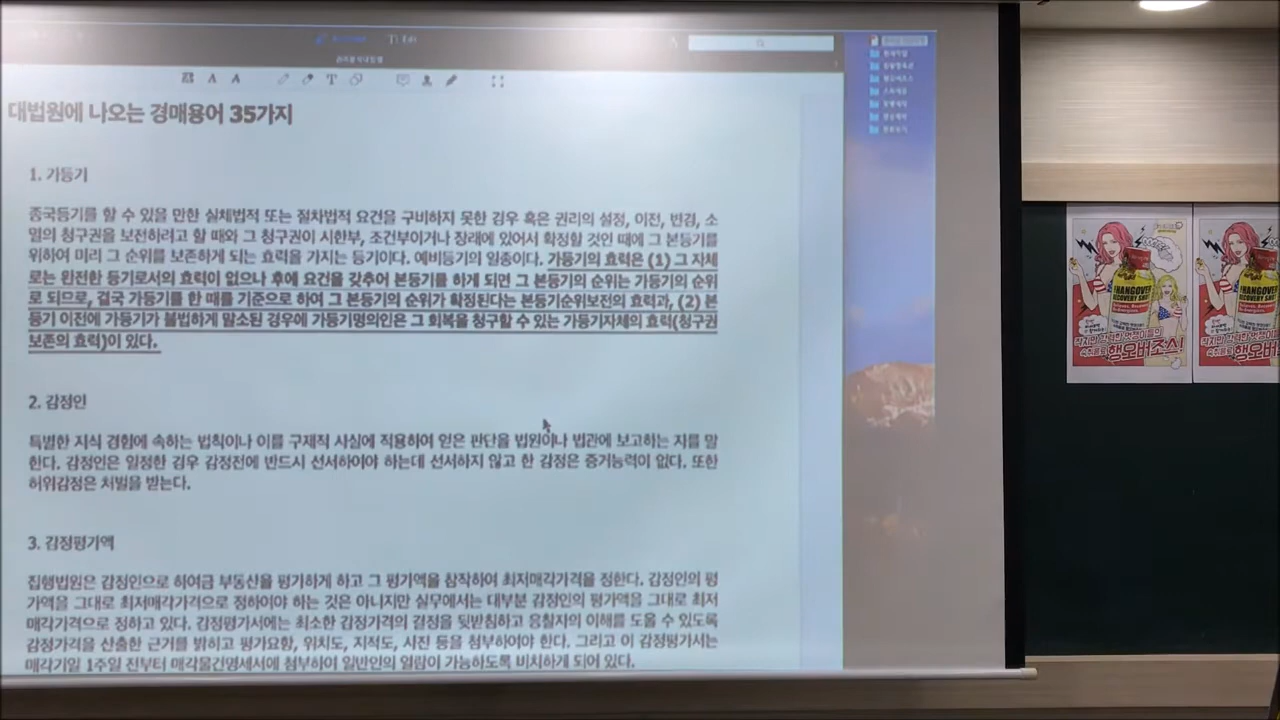 Edit
대법원에 나오는 경매용어 35가지
1. 가등기
종국등기를 할 수 있을 만한 실체법적 또는 절차법적 요건을 구비하지 못한 경우 혹은 권리의 설정, 이전, 변경, 소
멸의 청구권을 보전하려고 할 때와 그 청구권이 시한부, 조건부이거나 장래에 있어서 확정할 것인 때에 그 본등기를
위하여 미리 그 순위를 보존하게 되는 효력을 가지는 등기이다. 예비등기의 일종이다. 가등기의 효력은 (1) 그 자체
로는 완전한 등기로서의 효력이 없으나 후에 요건을 갖추어 본등기를 하게 되면 그 본등기의 순위는 가등기의 순위
로 되므로, 결국 가등기를 한 때를 기준으로 하여 그 본등기의 순위가 확정된다는 본등기순위보전의 효력과, (2) 본
등기 이전에 가등기가 불법하게 말소된 경우에 가등기명의인은 그 회복을 청구할 수 있는 가등기자체의 효력(청구권
보존의 효력)이 있다.
2. 감정인
특별한 지식 경험에 속하는 법칙이나 이를 구체적 사실에 적용하여 얻은 판단을 법원이나 법관에 보고하는 자를 말
한다. 감정인은 일정한 경우 감정전에 반드시 선서하여야 하는데 선서하지 않고 한 감정은 증거능력이 없다. 또한
허위감정은 처벌을 받는다.
3. 감정평가액
집행법원은 감정인으로 하여금 부동산을 평가하게 하고 그 평가액을 참작하여 최저매각가격을 정한다. 감정인의 평
가액을 그대로 최저매각가격으로 정하여야 하는 것은 아니지만 실무에서는 대부분 감정인의 평가액을 그대로 최저
매각가격으로 정하고 있다. 감정평가서에는 최소한 감정가격의 결정을 뒷받침하고 응찰자의 이해를 도울 수 있도록
감정가격을 산출한 근거를 밝히고 평가요항, 위치도, 지적도, 사진 등을 첨부하여야 한다. 그리고 이 감정평가서는
매각기일 1주일 전부터 매각물건명세서에 첨부하여 일반인의 열람이 가능하도록 비치하게 되어 있다.
HANGOVER
RECOVERY
행오버조스!
HANGOVER
RECOVERY
행오버